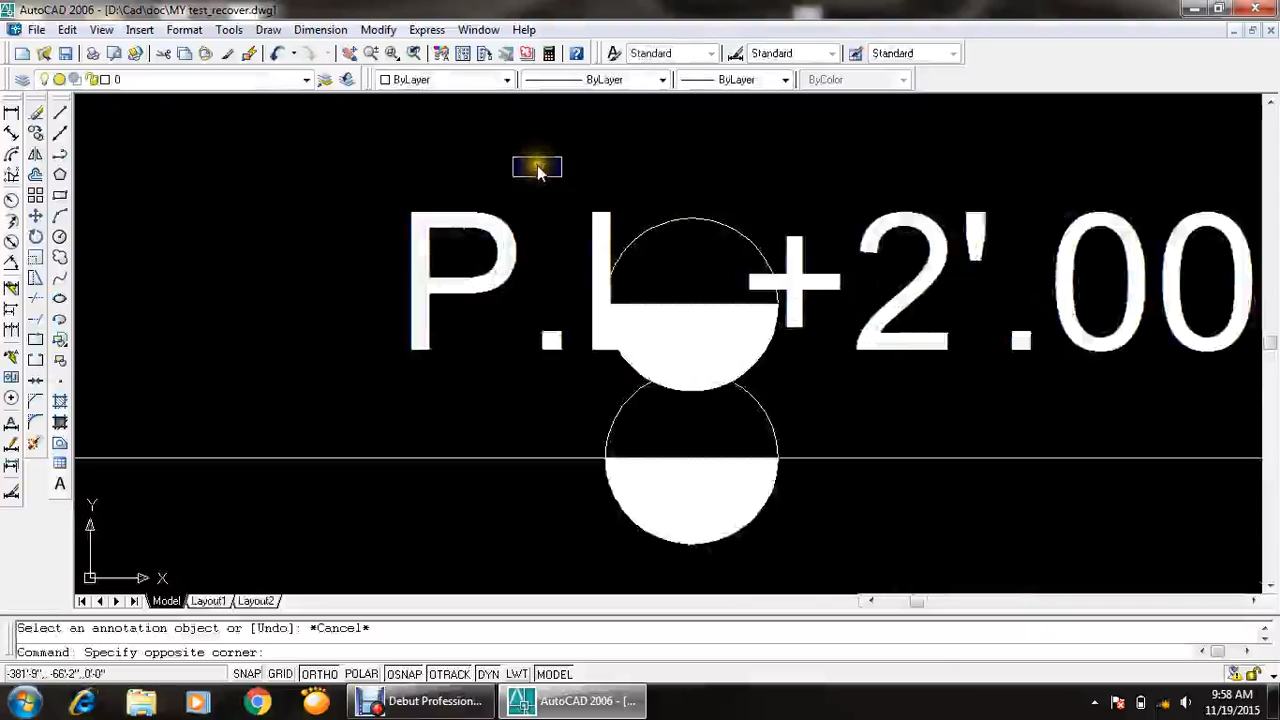 AutoCAD 2006 - [D:\Cad\doc\MY test_recover.dwg1]
File Edit View Insert Format Tools Draw Dimension Modify Express Window Help
Standard Standard Standard
0 ByLayer ByLayer ByLayer ByColor
P.L +2'.00
Y
X
Model Layout1 Layout2
Select an annotation object or [Undo]: *Cancel*
Command: Specify opposite corner:
-381'9", -66'2",0'-0" SNAP GRID ORTHO POLAR OSNAP OTRACK DYN LWT MODEL
Debut Profession... AutoCAD 2006 - [... 9:58 AM
11/19/2015